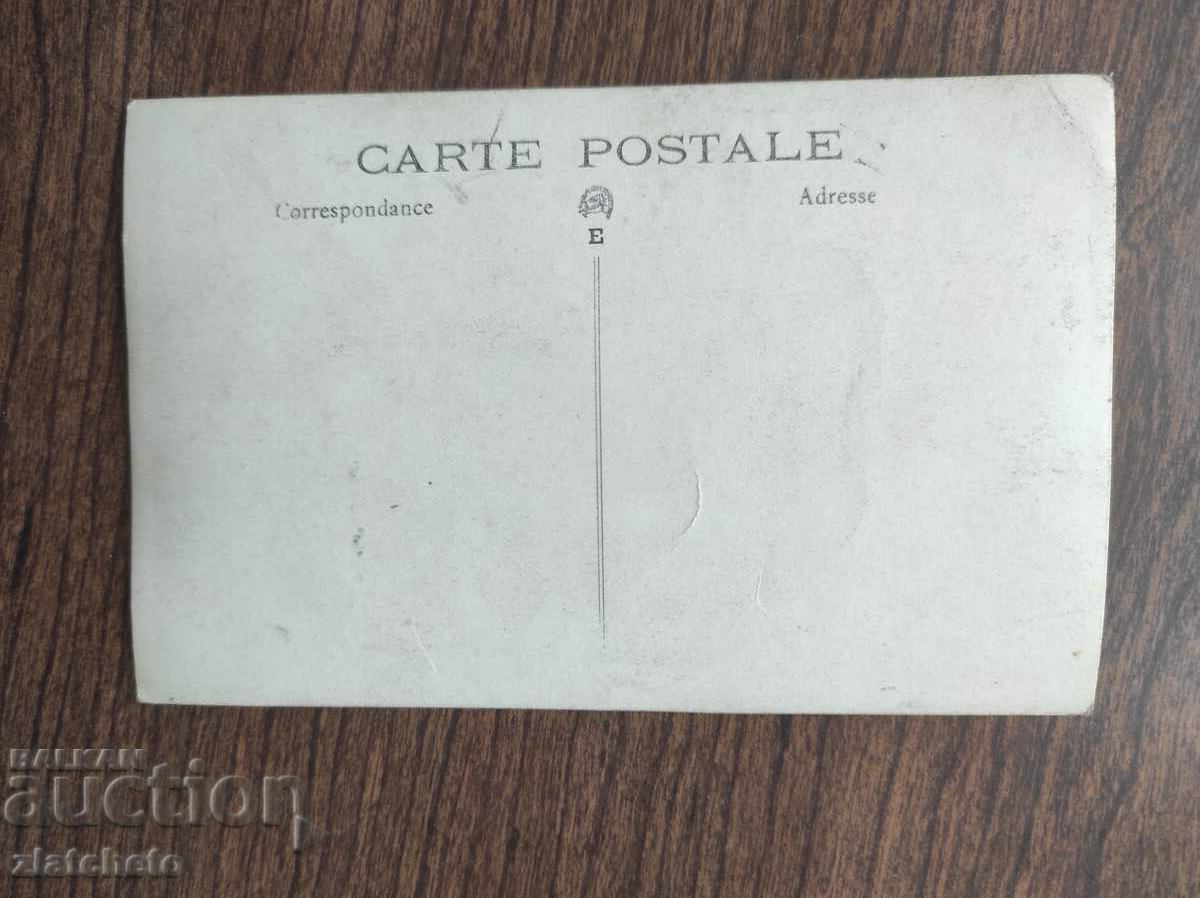 CARTE POSTALE
Correspondance
Adresse
E
BALKAN
auction
zlatcheto